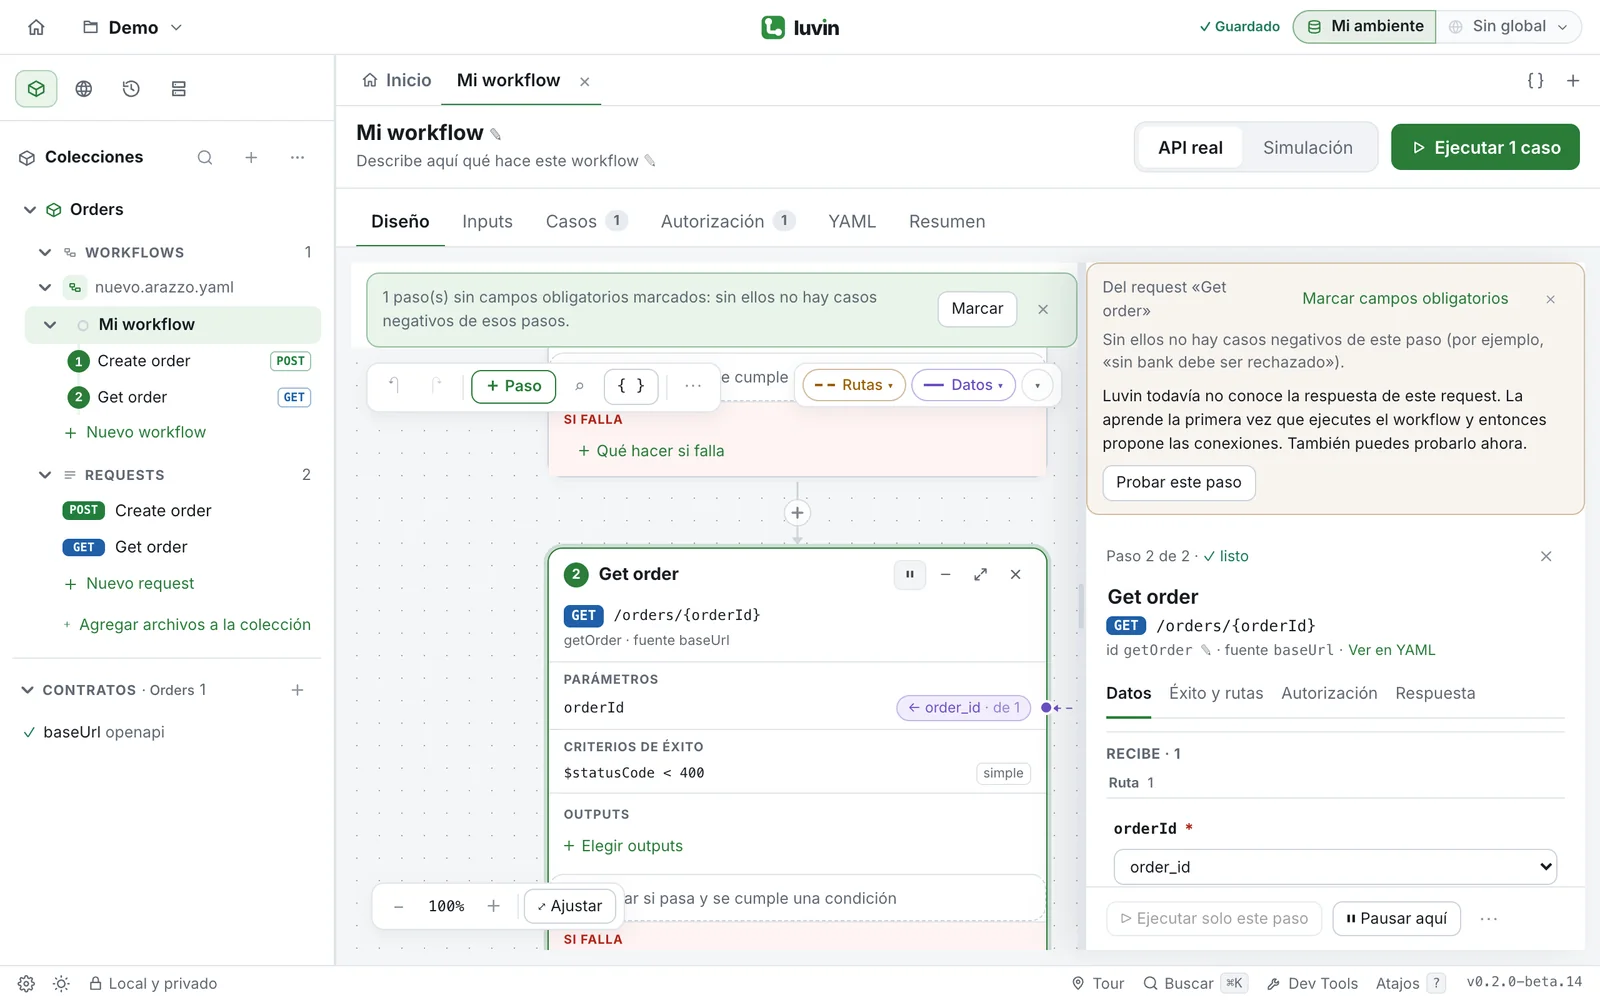 Demo
luvin
Guardado
Mi ambiente
Sin global
Inicio
Mi workflow
{}
Colecciones
Orders
WORKFLOWS 1
nuevo.arazzo.yaml
Mi workflow
1 Create order POST
2 Get order GET
+ Nuevo workflow
REQUESTS 2
POST Create order
GET Get order
+ Nuevo request
+ Agregar archivos a la colección
CONTRATOS · Orders 1
baseUrl openapi
Mi workflow
Describe aquí qué hace este workflow
API real
Simulación
Ejecutar 1 caso
Diseño
Inputs
Casos 1
Autorización 1
YAML
Resumen
1 paso(s) sin campos obligatorios marcados: sin ellos no hay casos
negativos de esos pasos.
Marcar
+ Paso
{ }
e cumple
Rutas
Datos
SI FALLA
+ Qué hacer si falla
2 Get order
GET /orders/{orderId}
getOrder · fuente baseUrl
PARÁMETROS
orderId
← order_id · de 1
CRITERIOS DE ÉXITO
$statusCode < 400
simple
OUTPUTS
+ Elegir outputs
ar si pasa y se cumple una condición
SI FALLA
− 100% +
Ajustar
Del request «Get
order»
Marcar campos obligatorios
Sin ellos no hay casos negativos de este paso (por ejemplo,
«sin bank debe ser rechazado»).
Luvin todavía no conoce la respuesta de este request. La
aprende la primera vez que ejecutes el workflow y entonces
propone las conexiones. También puedes probarlo ahora.
Probar este paso
Paso 2 de 2 · ✓ listo
Get order
GET /orders/{orderId}
id getOrder · fuente baseUrl · Ver en YAML
Datos
Éxito y rutas
Autorización
Respuesta
RECIBE · 1
Ruta 1
orderId *
order_id
Ejecutar solo este paso
Pausar aquí
Local y privado
Tour
Buscar ⌘K
Dev Tools
Atajos ?
v0.2.0-beta.14